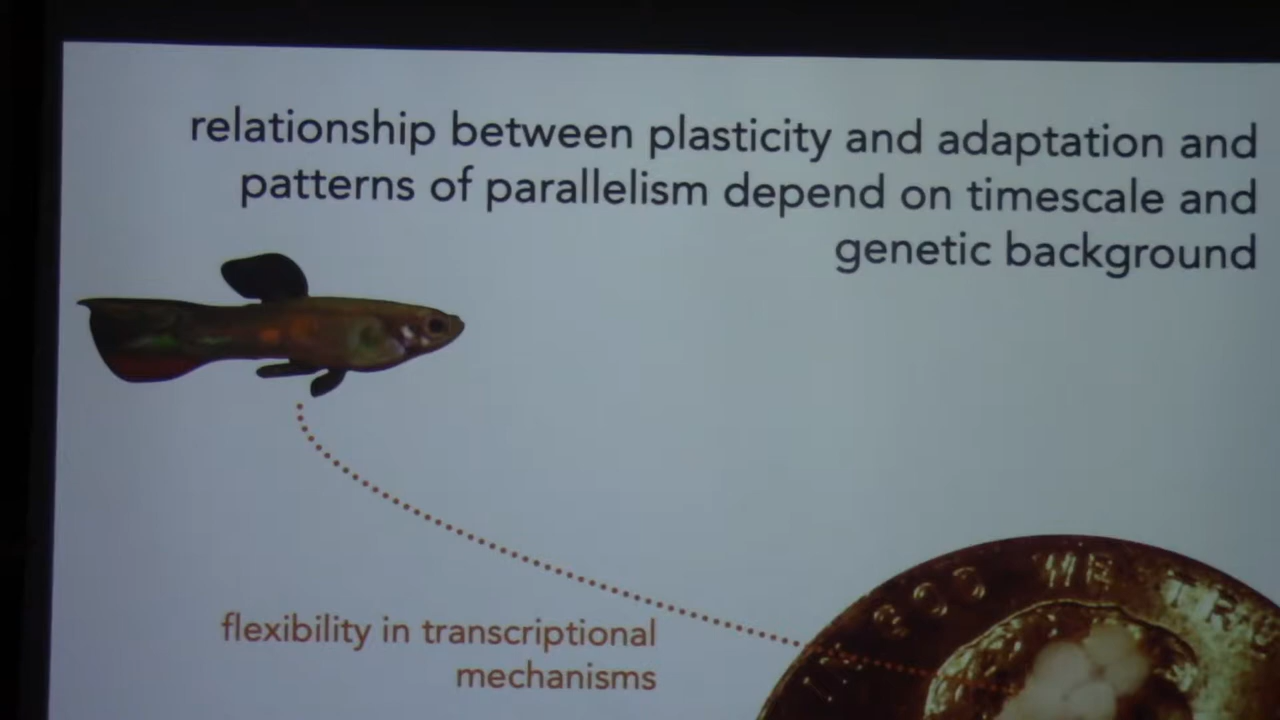 relationship between plasticity and adaptation and
patterns of parallelism depend on timescale and
genetic background
flexibility in transcriptional
mechanisms